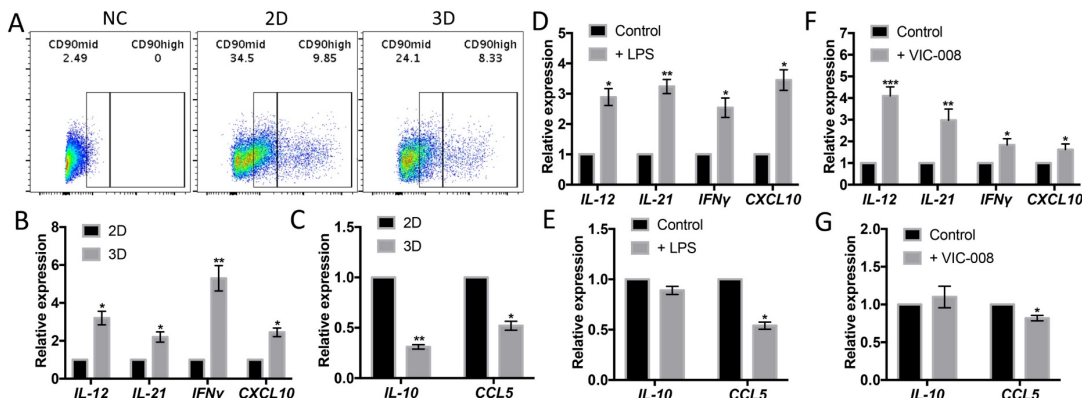 A
NC
2D
3D
CD90mid
2.49
CD90high
0
CD90mid
34.5
CD90high
9.85
CD90mid
24.1
CD90high
8.33
B
Relative expression
8
6
4
2
0
2D
3D
*
*
**
*
IL-12
IL-21
IFNγ
CXCL10
C
Relative expression
1.5
1.0
0.5
0.0
2D
3D
**
*
IL-10
CCL5
D
Relative expression
5
4
3
2
1
0
Control
+ LPS
*
**
*
*
IL-12
IL-21
IFNγ
CXCL10
E
Relative expression
1.5
1.0
0.5
0.0
Control
+ LPS
*
IL-10
CCL5
F
Relative expression
7
6
5
4
3
2
1
0
Control
+ VIC-008
***
**
*
*
IL-12
IL-21
IFNγ
CXCL10
G
Relative expression
2.0
1.5
1.0
0.5
0.0
Control
+ VIC-008
*
IL-10
CCL5